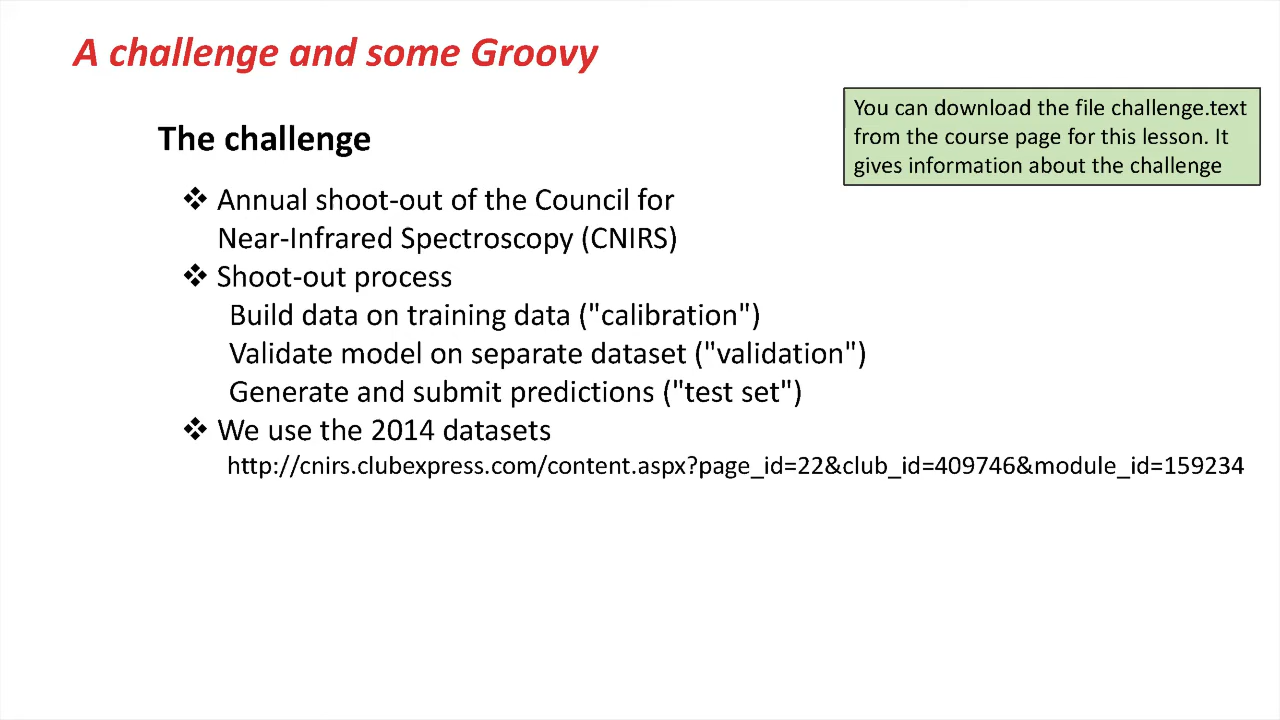 A challenge and some Groovy
You can download the file challenge.text
from the course page for this lesson. It
gives information about the challenge
The challenge
❖ Annual shoot-out of the Council for
Near-Infrared Spectroscopy (CNIRS)
❖ Shoot-out process
Build data on training data ("calibration")
Validate model on separate dataset ("validation")
Generate and submit predictions ("test set")
❖ We use the 2014 datasets
http://cnirs.clubexpress.com/content.aspx?page_id=22&club_id=409746&module_id=159234